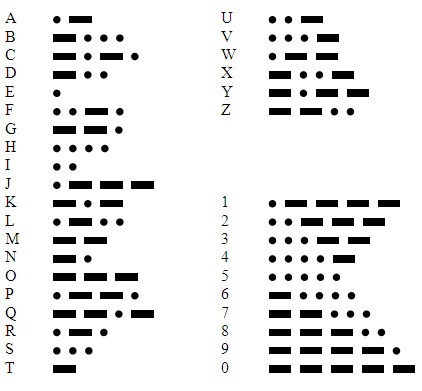 A ● ▬
B ▬ ● ● ●
C ▬ ● ▬ ●
D ▬ ● ●
E ●
F ● ● ▬ ●
G ▬ ▬ ●
H ● ● ● ●
I ● ●
J ● ▬ ▬ ▬
K ▬ ● ▬
L ● ▬ ● ●
M ▬ ▬
N ▬ ●
O ▬ ▬ ▬
P ● ▬ ▬ ●
Q ▬ ▬ ● ▬
R ● ▬ ●
S ● ● ●
T ▬
U ● ● ▬
V ● ● ● ▬
W ● ▬ ▬
X ▬ ● ● ▬
Y ▬ ● ▬ ▬
Z ▬ ▬ ● ●
1 ● ▬ ▬ ▬ ▬
2 ● ● ▬ ▬ ▬
3 ● ● ● ▬ ▬
4 ● ● ● ● ▬
5 ● ● ● ● ●
6 ▬ ● ● ● ●
7 ▬ ▬ ● ● ●
8 ▬ ▬ ▬ ● ●
9 ▬ ▬ ▬ ▬ ●
0 ▬ ▬ ▬ ▬ ▬